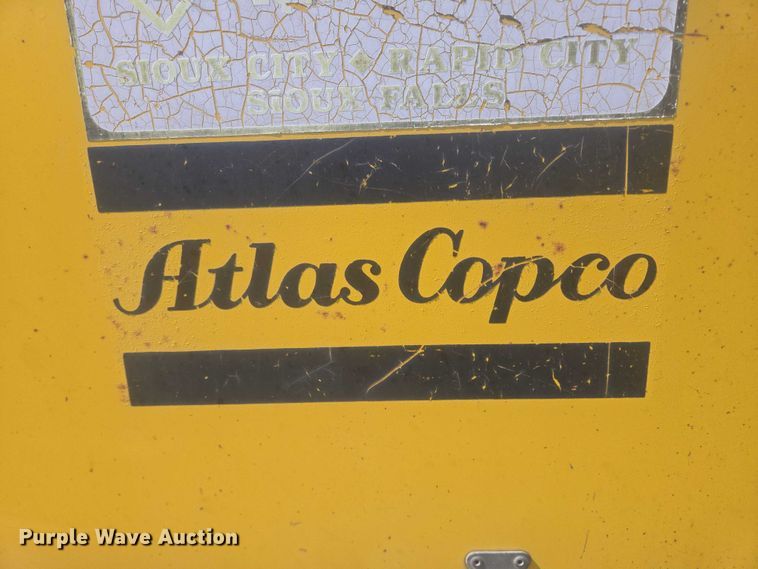 SIOUX CITY ◆ RAPID CITY
SIOUX FALLS
Atlas Copco
Purple Wave Auction